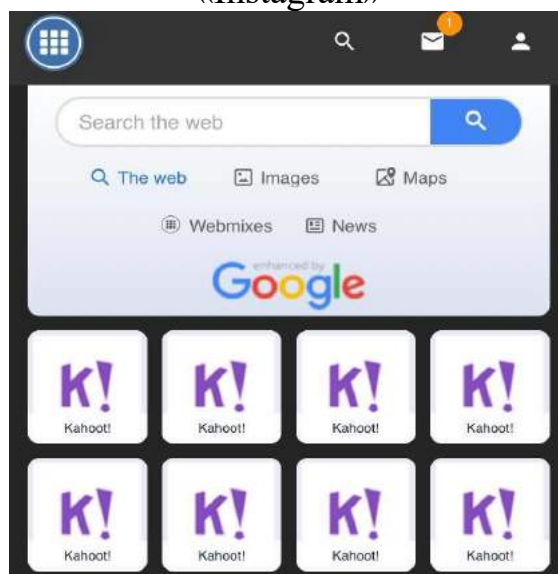 «Instagram»
1
Search the web
The web Images Maps
Webmixes News
enhanced by
Google
K! K! K! K!
Kahoot! Kahoot! Kahoot! Kahoot!
K! K! K! K!
Kahoot! Kahoot! Kahoot! Kahoot!